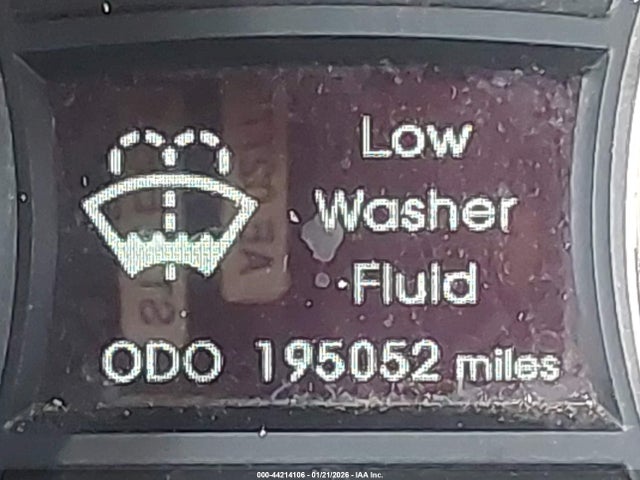 Low
Washer
Fluid
ODO 195052 miles
000-44214106 - 01/21/2026 - IAA Inc.